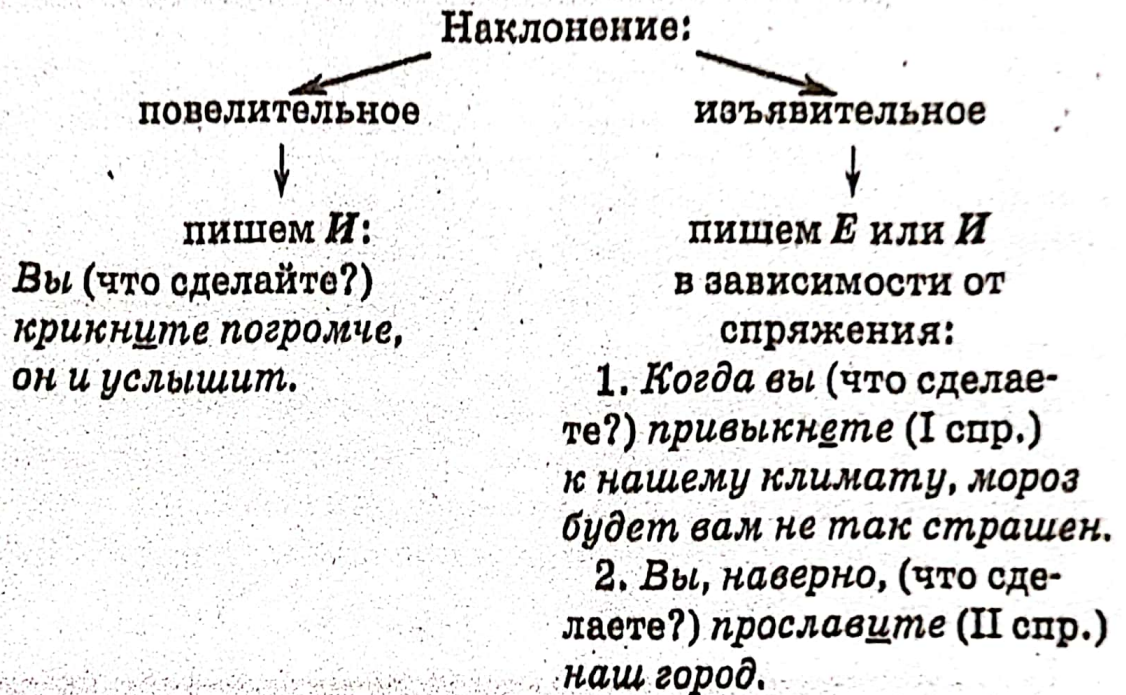 Наклонение:
повелительное
изъявительное
пишем И:
Вы (что сделайте?)
крикните погромче,
он и услышит.
пишем Е или И
в зависимости от
спряжения:
1. Когда вы (что сделае-
те?) привыкнете (I спр.)
к нашему климату, мороз
будет вам не так страшен.
2. Вы, наверно, (что сде-
лаете?) прославите (II спр.)
наш город.